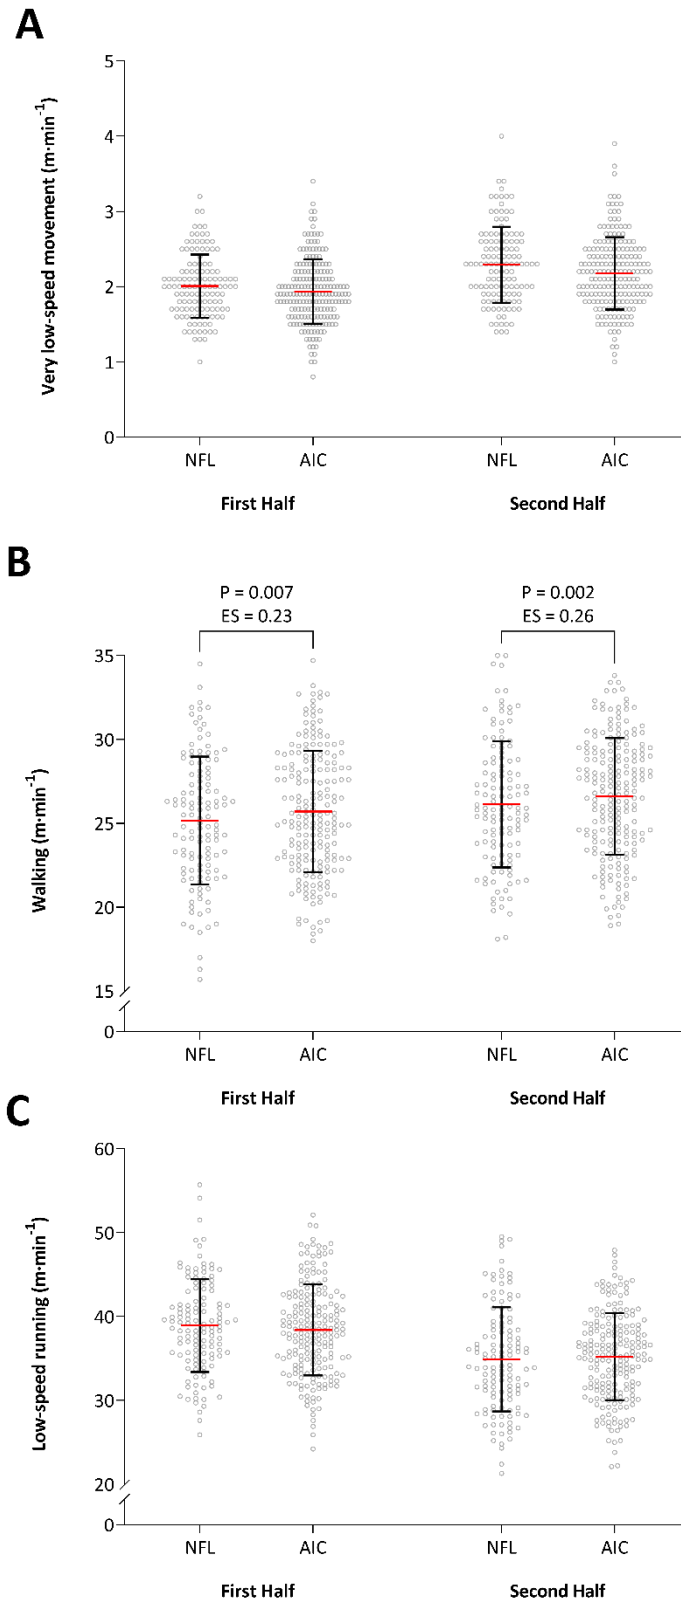 A
Very low-speed movement (m·min⁻¹)
5
4
3
2
1
0
NFL AIC NFL AIC
First Half Second Half
B
P = 0.007 P = 0.002
ES = 0.23 ES = 0.26
Walking (m·min⁻¹)
35
30
25
20
15
0
NFL AIC NFL AIC
First Half Second Half
C
Low-speed running (m·min⁻¹)
60
50
40
30
20
0
NFL AIC NFL AIC
First Half Second Half